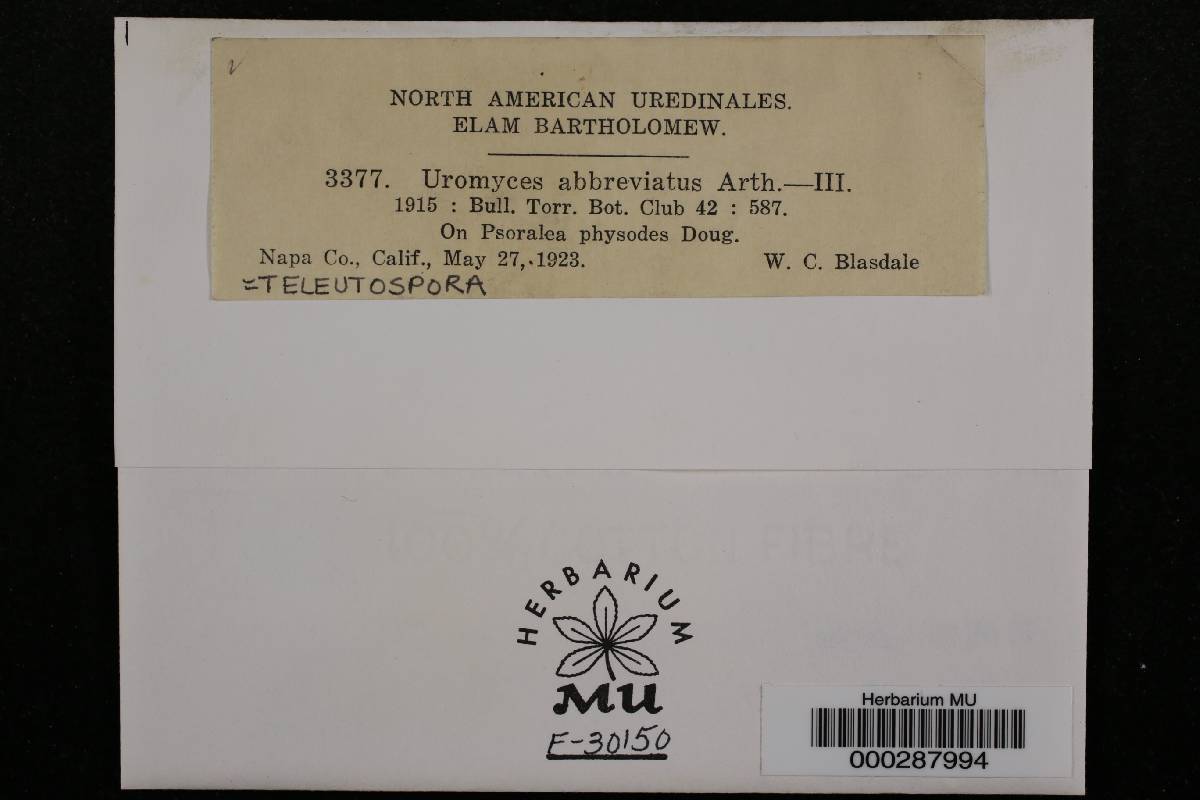 NORTH AMERICAN UREDINALES.
ELAM BARTHOLOMEW.
3377. Uromyces abbreviatus Arth.—III.
1915 : Bull. Torr. Bot. Club 42 : 587.
On Psoralea physodes Doug.
Napa Co., Calif., May 27, 1923. W. C. Blasdale
=TELEUTOSPORA
HERBARIUM
MU
F-30150
Herbarium MU
000287994